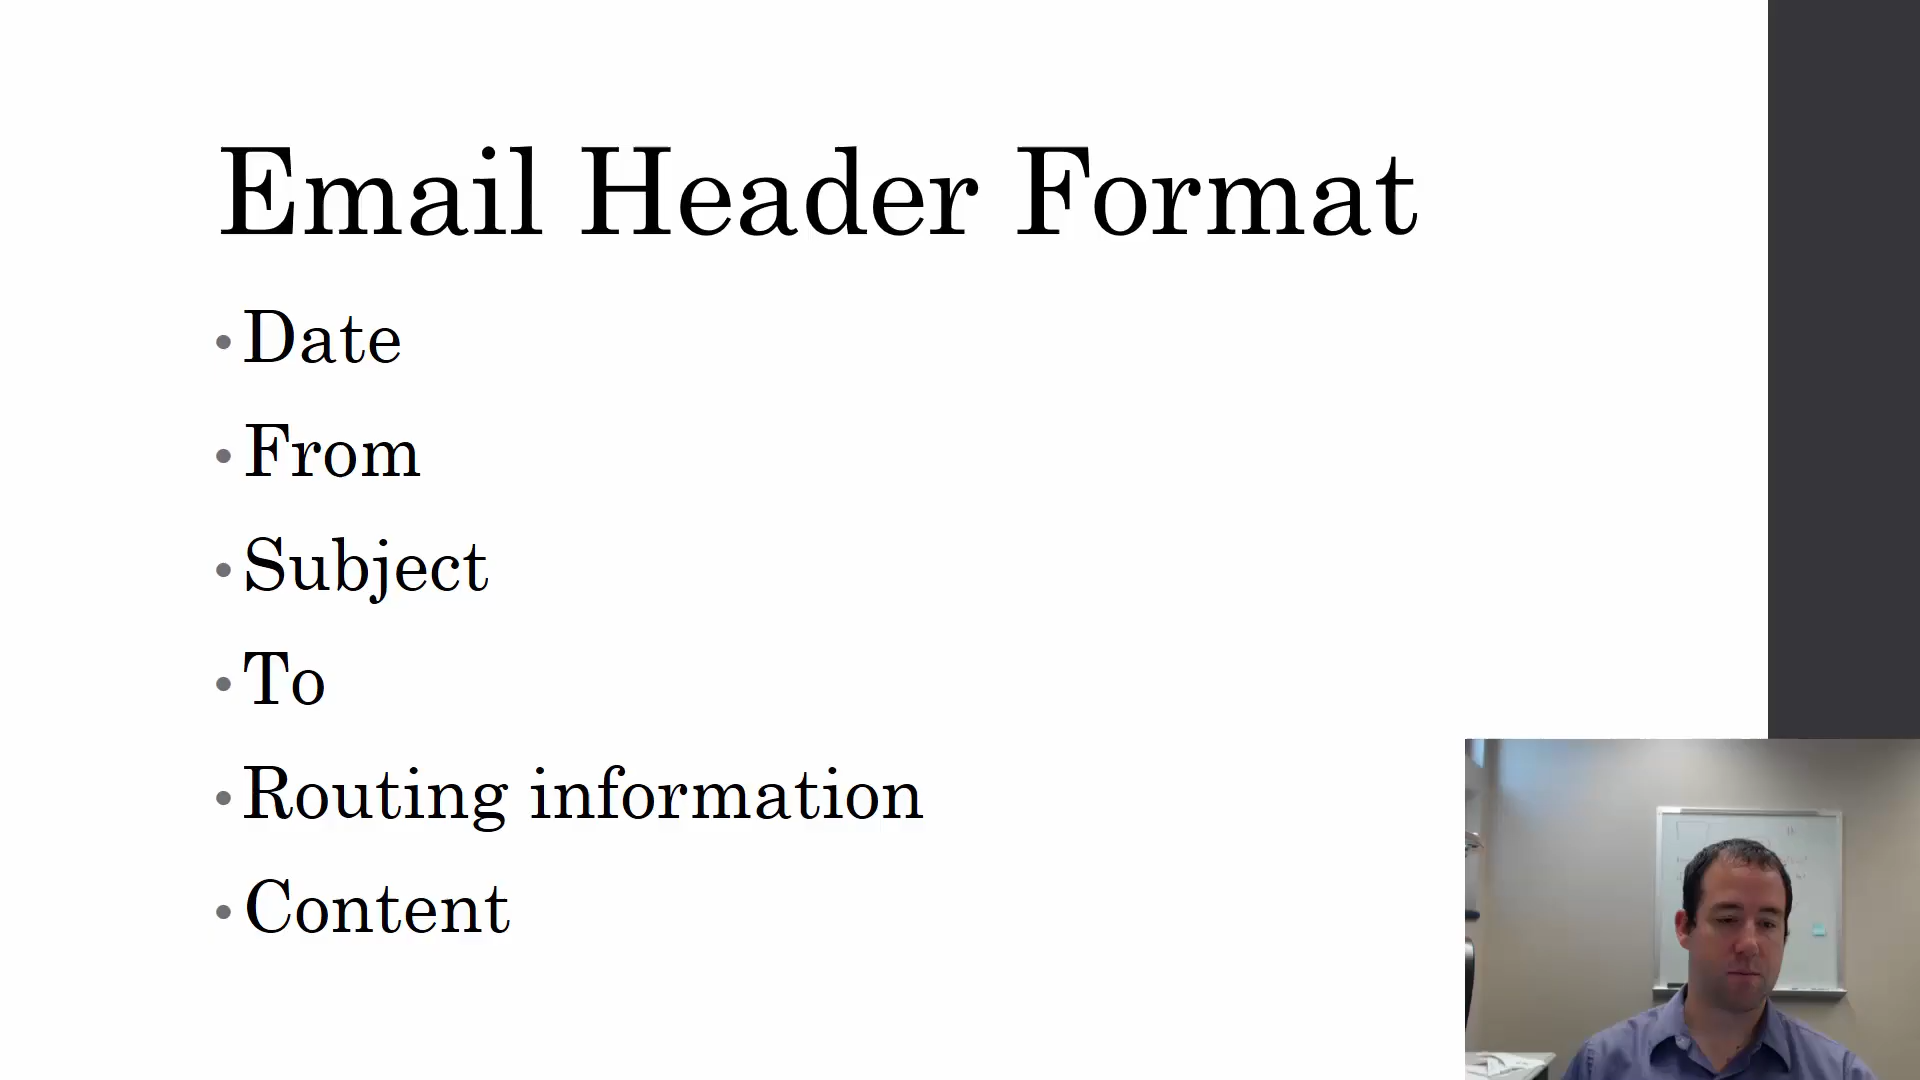 Email Header Format
• Date
• From
• Subject
• To
• Routing information
• Content